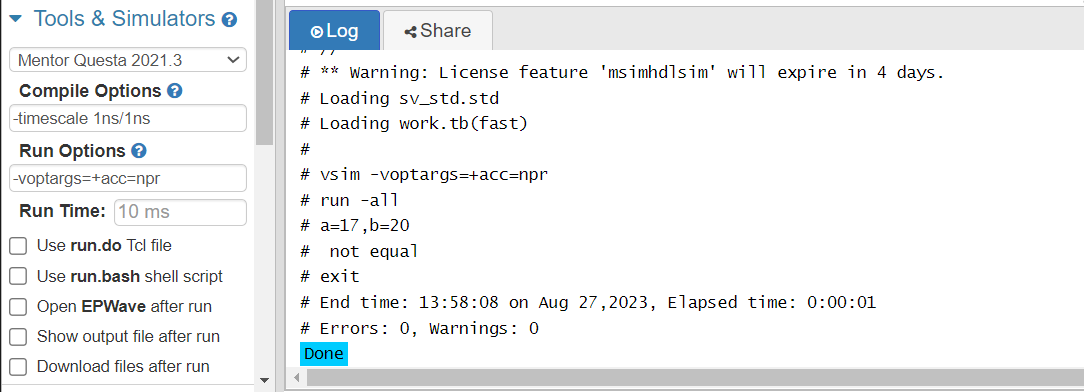 Tools & Simulators ?
Mentor Questa 2021.3
Compile Options ?
-timescale 1ns/1ns
Run Options ?
-voptargs=+acc=npr
Run Time: 10 ms
Use run.do Tcl file
Use run.bash shell script
Open EPWave after run
Show output file after run
Download files after run
Log
Share
# //
# ** Warning: License feature 'msimhdlsim' will expire in 4 days.
# Loading sv_std.std
# Loading work.tb(fast)
#
# vsim -voptargs=+acc=npr
# run -all
# a=17,b=20
#  not equal
# exit
# End time: 13:58:08 on Aug 27,2023, Elapsed time: 0:00:01
# Errors: 0, Warnings: 0
Done